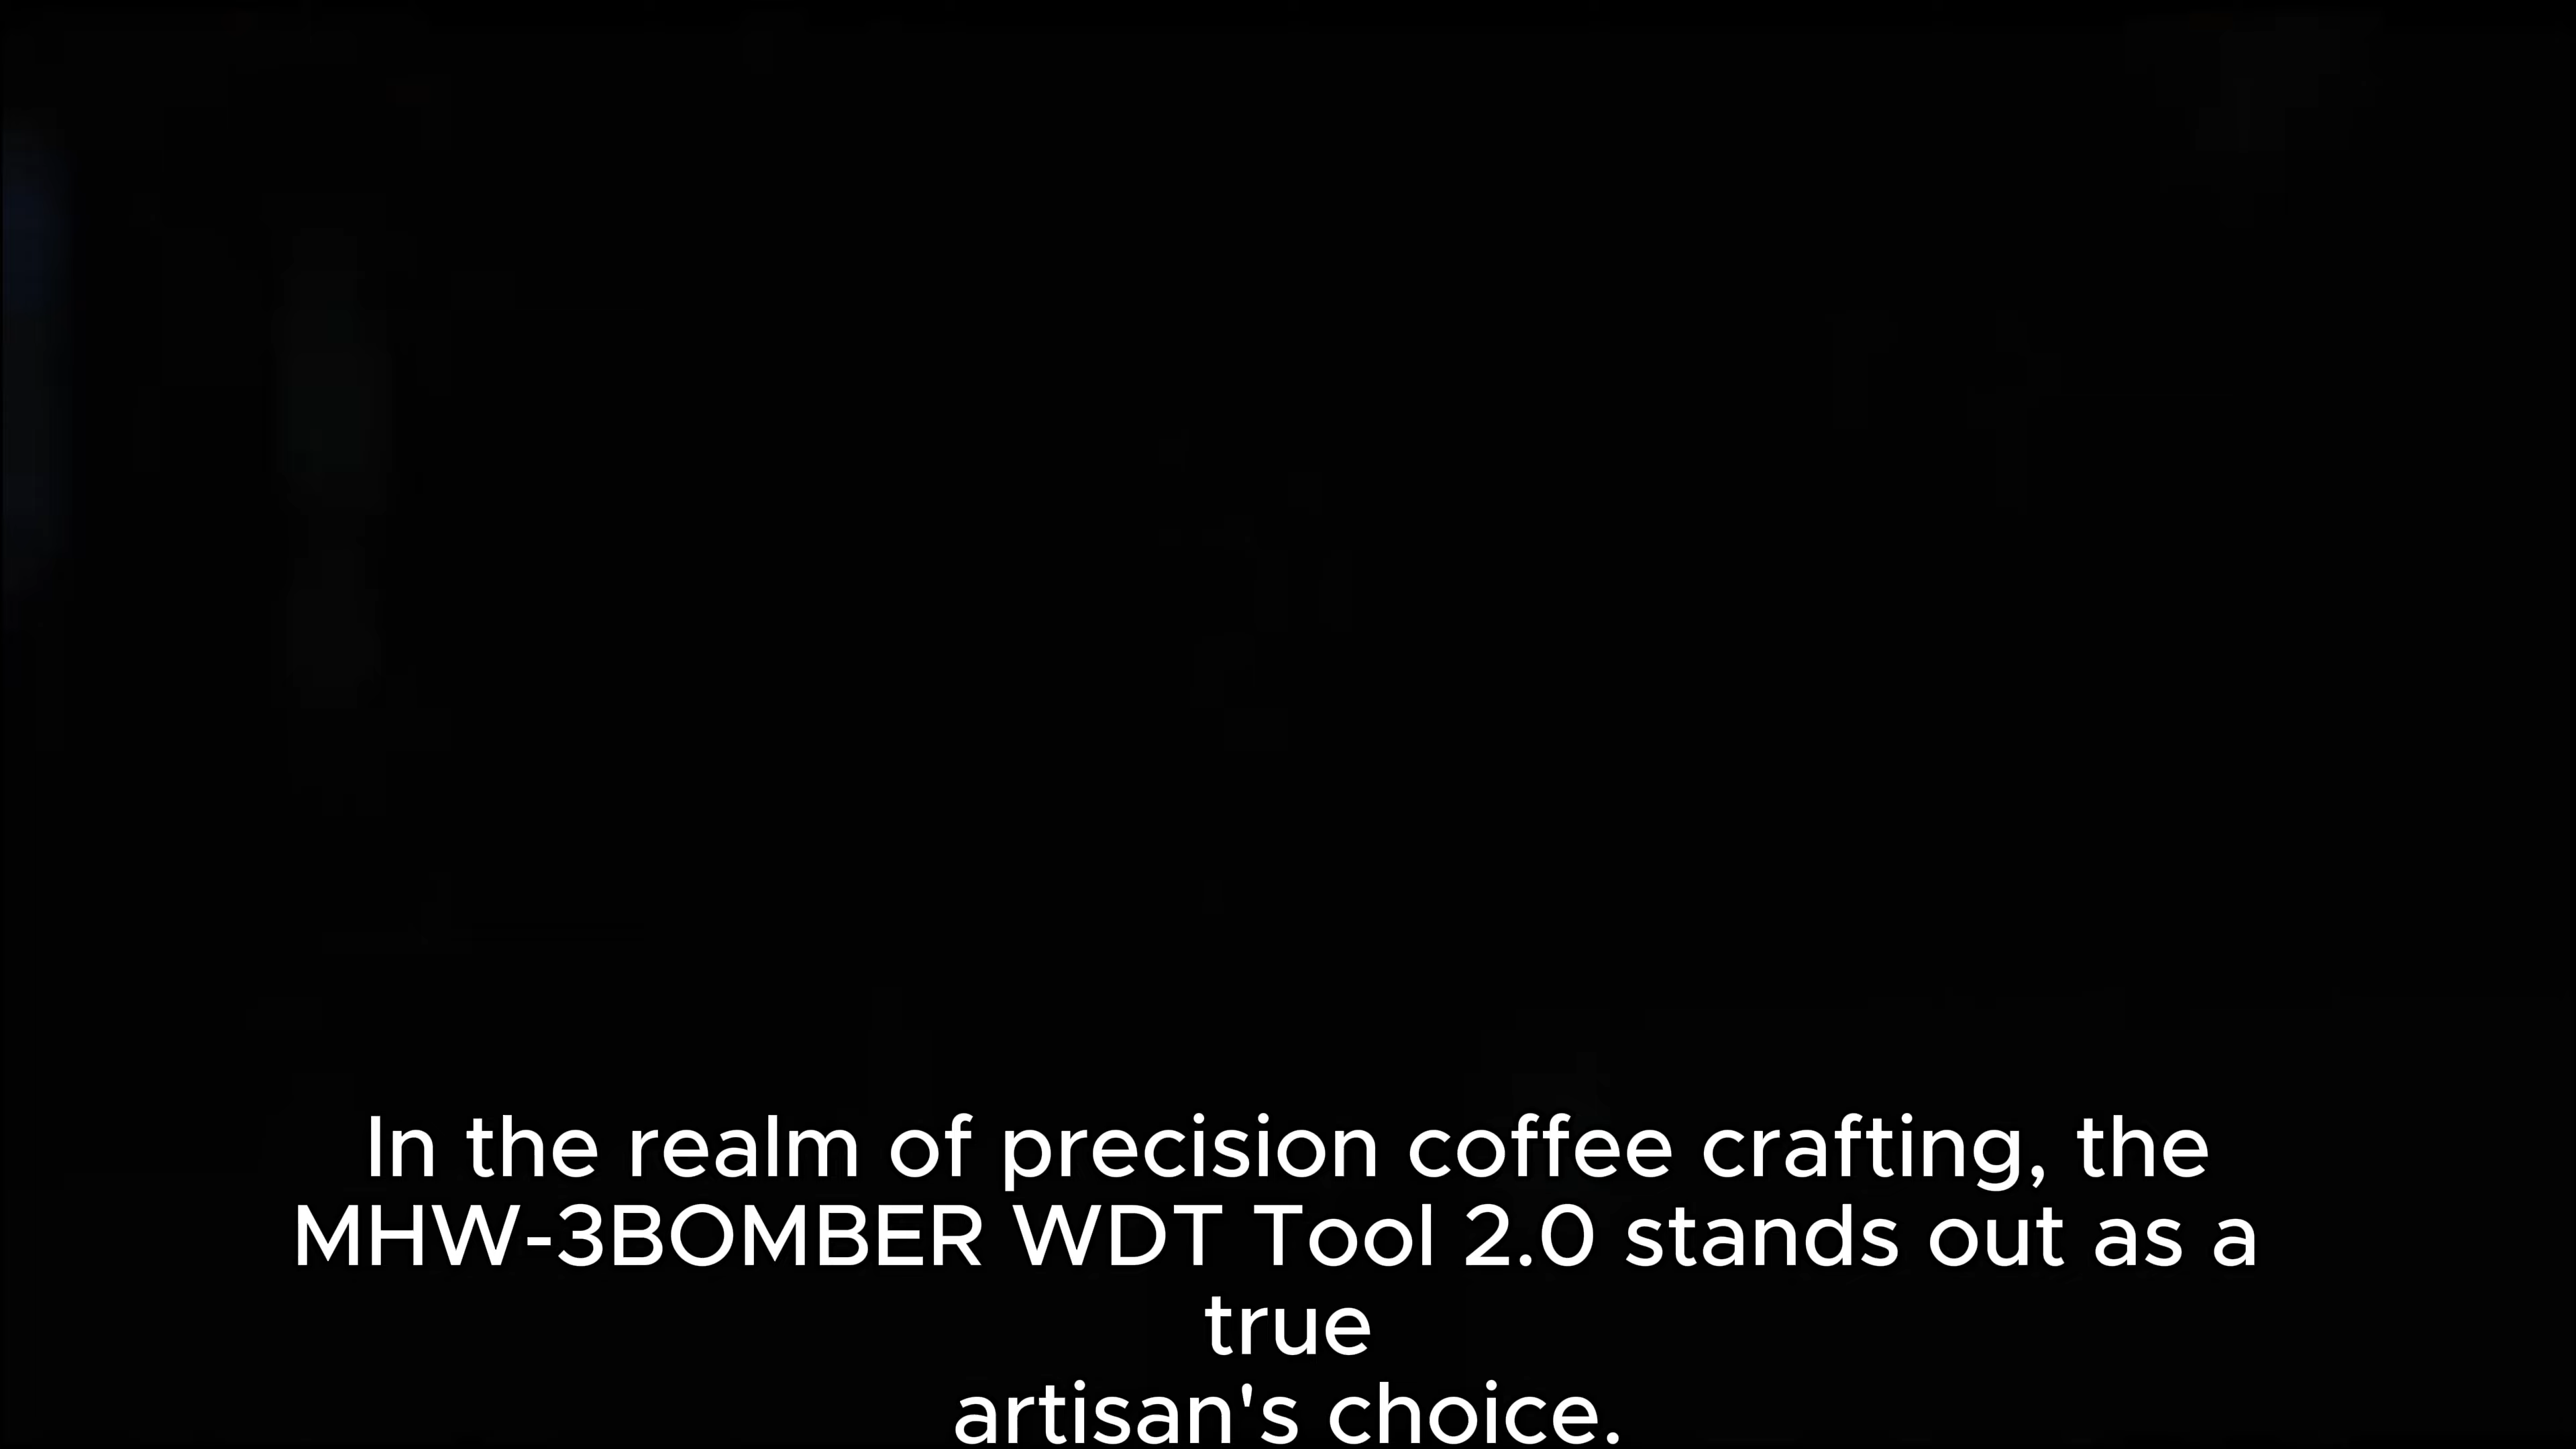 In the realm of precision coffee crafting, the
MHW-3BOMBER WDT Tool 2.0 stands out as a
true
artisan's choice.